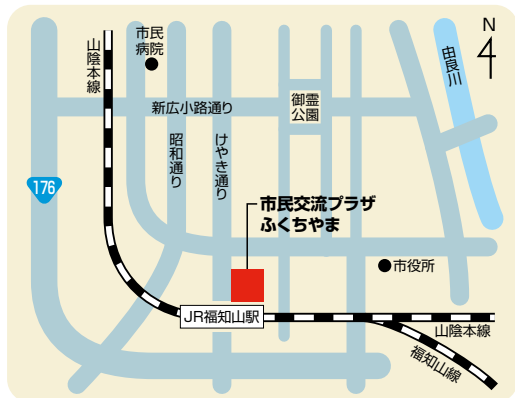 市民
病院
N
山陰本線
由良川
新広小路通り
御霊
公園
昭和通り
けやき通り
176
市民交流プラザ
ふくちやま
市役所
JR福知山駅
山陰本線
福知山線